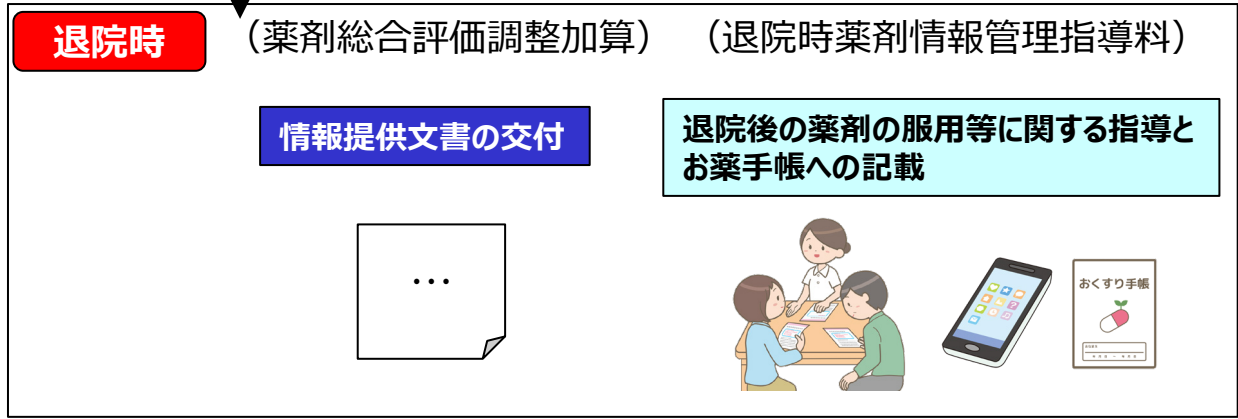 退院時
（薬剤総合評価調整加算）
（退院時薬剤情報管理指導料）
情報提供文書の交付
退院後の薬剤の服用等に関する指導と
お薬手帳への記載
･･･
おくすり手帳